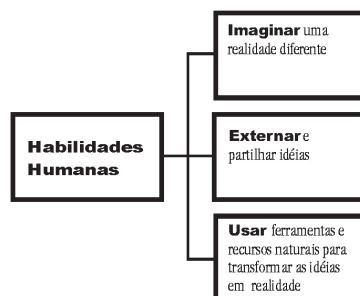 Imaginar uma
realidade diferente
Habilidades
Humanas
Externar e
partilhar idéias
Usar ferramentas e
recursos naturais para
transformar as idéias
em realidade